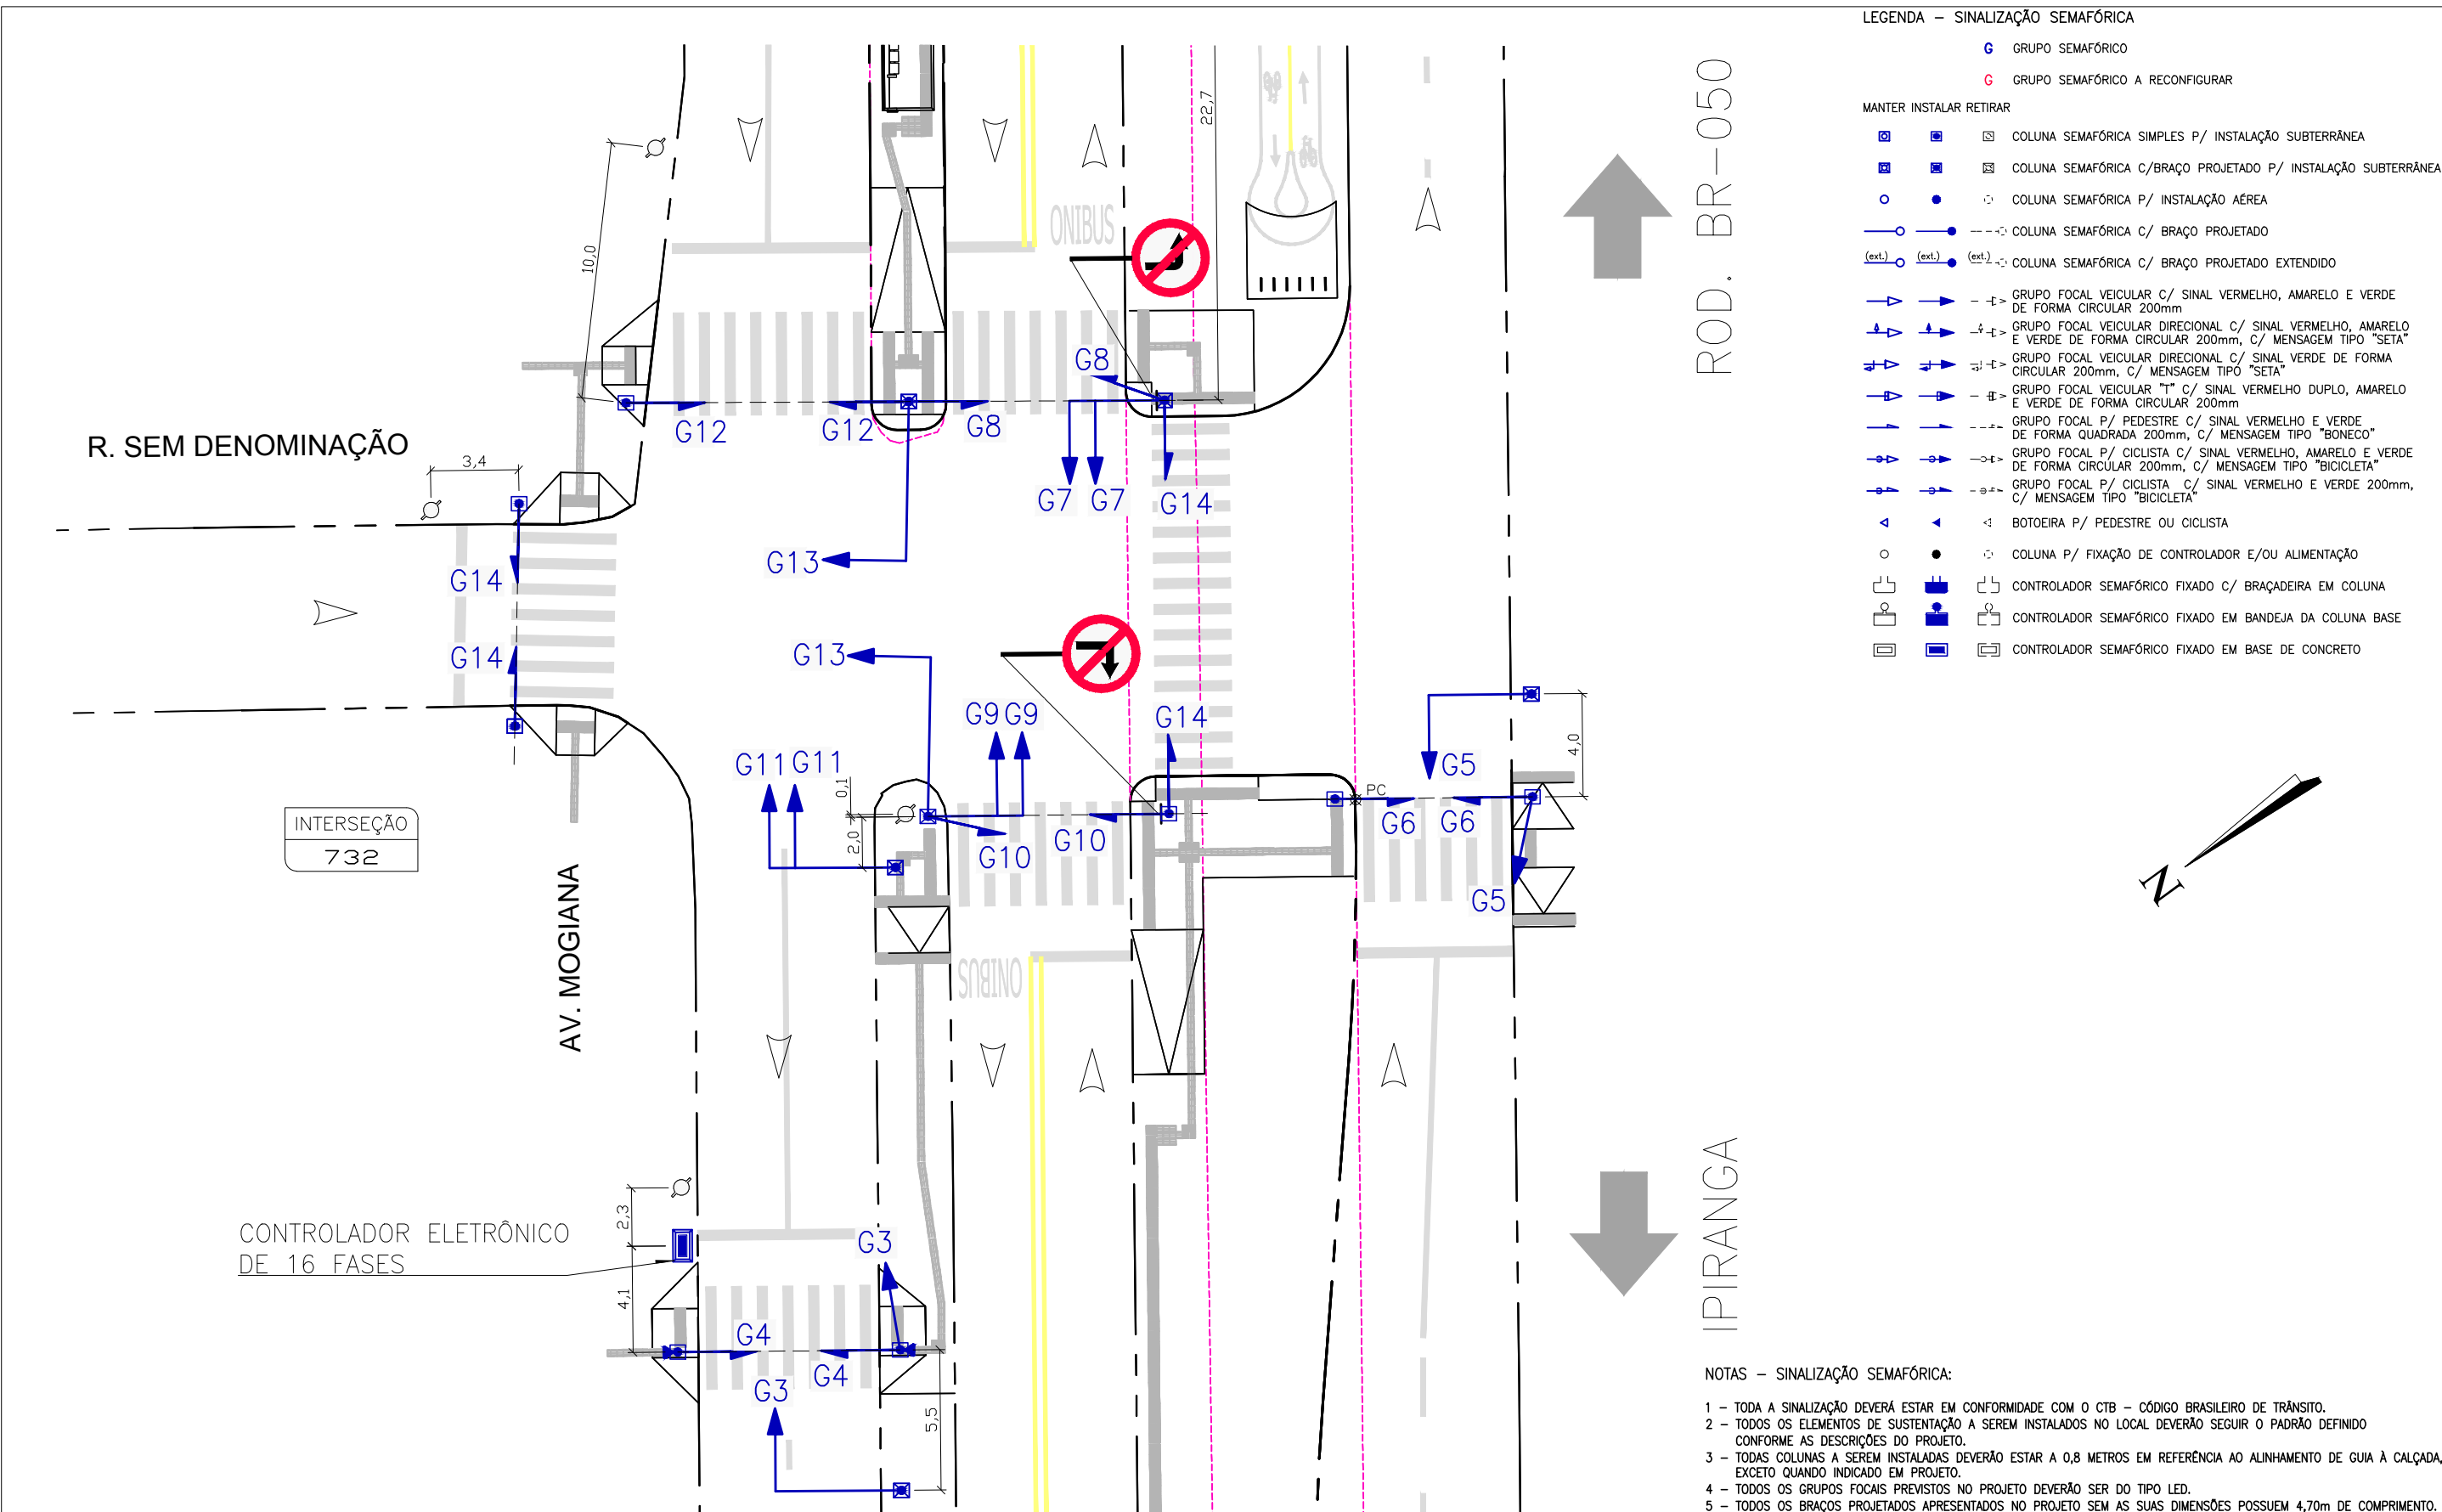 LEGENDA – SINALIZAÇÃO SEMAFÓRICA
G GRUPO SEMAFÓRICO
G GRUPO SEMAFÓRICO A RECONFIGURAR
MANTER INSTALAR RETIRAR
COLUNA SEMAFÓRICA SIMPLES P/ INSTALAÇÃO SUBTERRÂNEA
COLUNA SEMAFÓRICA C/BRAÇO PROJETADO P/ INSTALAÇÃO SUBTERRÂNEA
COLUNA SEMAFÓRICA P/ INSTALAÇÃO AÉREA
COLUNA SEMAFÓRICA C/ BRAÇO PROJETADO
(ext.) (ext.) (ext.) COLUNA SEMAFÓRICA C/ BRAÇO PROJETADO EXTENDIDO
GRUPO FOCAL VEICULAR C/ SINAL VERMELHO, AMARELO E VERDE
DE FORMA CIRCULAR 200mm
GRUPO FOCAL VEICULAR DIRECIONAL C/ SINAL VERMELHO, AMARELO
E VERDE DE FORMA CIRCULAR 200mm, C/ MENSAGEM TIPO "SETA"
GRUPO FOCAL VEICULAR DIRECIONAL C/ SINAL VERDE DE FORMA
CIRCULAR 200mm, C/ MENSAGEM TIPO "SETA"
GRUPO FOCAL VEICULAR "T" C/ SINAL VERMELHO DUPLO, AMARELO
E VERDE DE FORMA CIRCULAR 200mm
GRUPO FOCAL P/ PEDESTRE C/ SINAL VERMELHO E VERDE
DE FORMA QUADRADA 200mm, C/ MENSAGEM TIPO "BONECO"
GRUPO FOCAL P/ CICLISTA C/ SINAL VERMELHO, AMARELO E VERDE
DE FORMA CIRCULAR 200mm, C/ MENSAGEM TIPO "BICICLETA"
GRUPO FOCAL P/ CICLISTA C/ SINAL VERMELHO E VERDE 200mm,
C/ MENSAGEM TIPO "BICICLETA"
BOTOEIRA P/ PEDESTRE OU CICLISTA
COLUNA P/ FIXAÇÃO DE CONTROLADOR E/OU ALIMENTAÇÃO
CONTROLADOR SEMAFÓRICO FIXADO C/ BRAÇADEIRA EM COLUNA
CONTROLADOR SEMAFÓRICO FIXADO EM BANDEJA DA COLUNA BASE
CONTROLADOR SEMAFÓRICO FIXADO EM BASE DE CONCRETO
22,7
ROD. BR-050
ONIBUS
10,0
G8
G12
G12
G8
R. SEM DENOMINAÇÃO
3,4
G7
G7
G14
G13
G14
G14
G13
G9
G9
G14
4,0
G11
G11
G5
0,1
PC
2,0
G6
G6
G10
G10
INTERSEÇÃO
732
G5
AV. MOGIANA
ONIBUS
N
2,3
CONTROLADOR ELETRÔNICO
DE 16 FASES
G3
4,1
G4
G4
G3
5,5
IPIRANGA
NOTAS – SINALIZAÇÃO SEMAFÓRICA:
1 – TODA A SINALIZAÇÃO DEVERÁ ESTAR EM CONFORMIDADE COM O CTB – CÓDIGO BRASILEIRO DE TRÂNSITO.
2 – TODOS OS ELEMENTOS DE SUSTENTAÇÃO A SEREM INSTALADOS NO LOCAL DEVERÃO SEGUIR O PADRÃO DEFINIDO
CONFORME AS DESCRIÇÕES DO PROJETO.
3 – TODAS COLUNAS A SEREM INSTALADAS DEVERÃO ESTAR A 0,8 METROS EM REFERÊNCIA AO ALINHAMENTO DE GUIA À CALÇADA,
EXCETO QUANDO INDICADO EM PROJETO.
4 – TODOS OS GRUPOS FOCAIS PREVISTOS NO PROJETO DEVERÃO SER DO TIPO LED.
5 – TODOS OS BRAÇOS PROJETADOS APRESENTADOS NO PROJETO SEM AS SUAS DIMENSÕES POSSUEM 4,70m DE COMPRIMENTO.